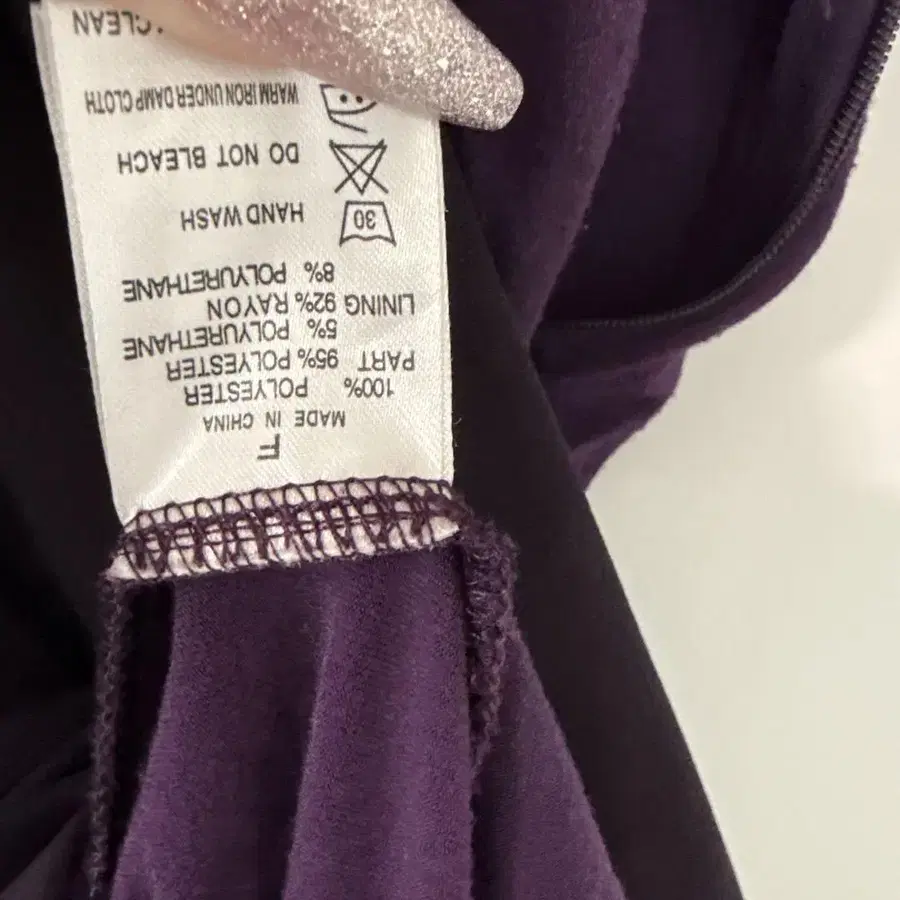 F
MADE IN CHINA
100% POLYESTER
PART 95% POLYESTER
5% POLYURETHANE
LINING 92% RAYON
8% POLYURETHANE
30 HAND WASH
DO NOT BLEACH
WARM IRON UNDER DAMP CLOTH
CLEAN